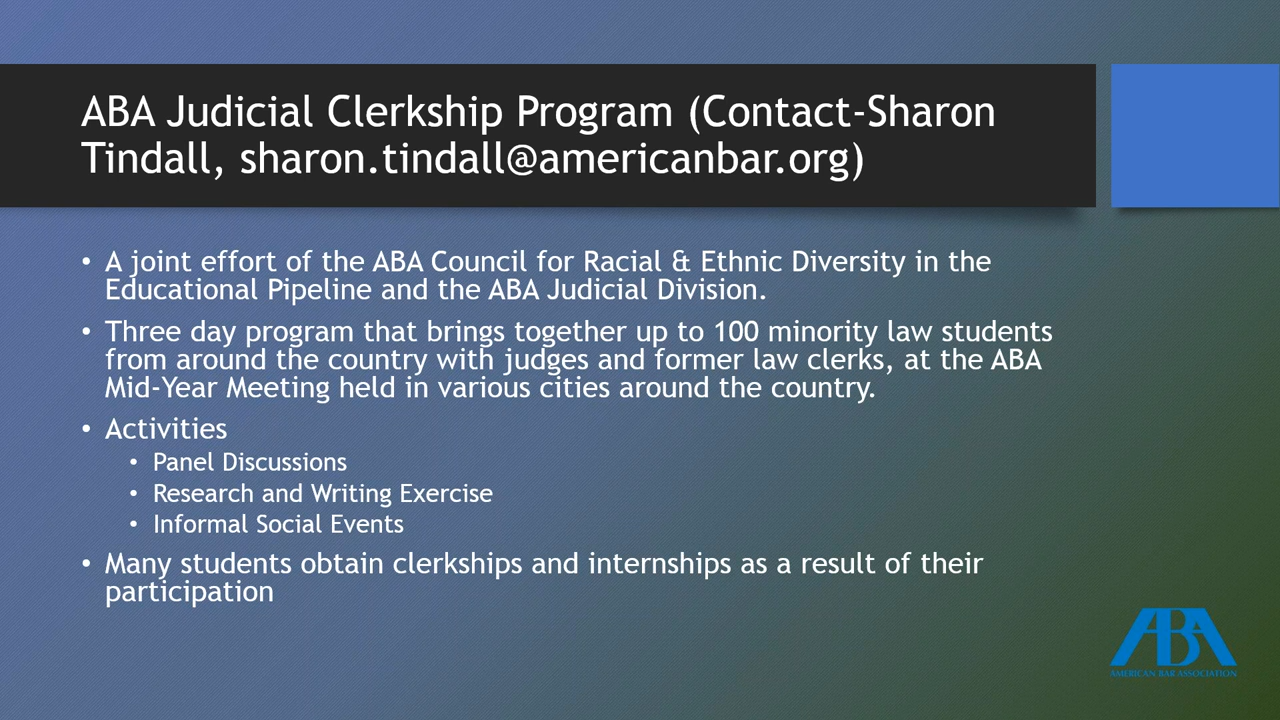 ABA Judicial Clerkship Program (Contact-Sharon
Tindall, sharon.tindall@americanbar.org)
• A joint effort of the ABA Council for Racial & Ethnic Diversity in the
Educational Pipeline and the ABA Judicial Division.
• Three day program that brings together up to 100 minority law students
from around the country with judges and former law clerks, at the ABA
Mid-Year Meeting held in various cities around the country.
• Activities
• Panel Discussions
• Research and Writing Exercise
• Informal Social Events
• Many students obtain clerkships and internships as a result of their
participation
ABA
AMERICAN BAR ASSOCIATION